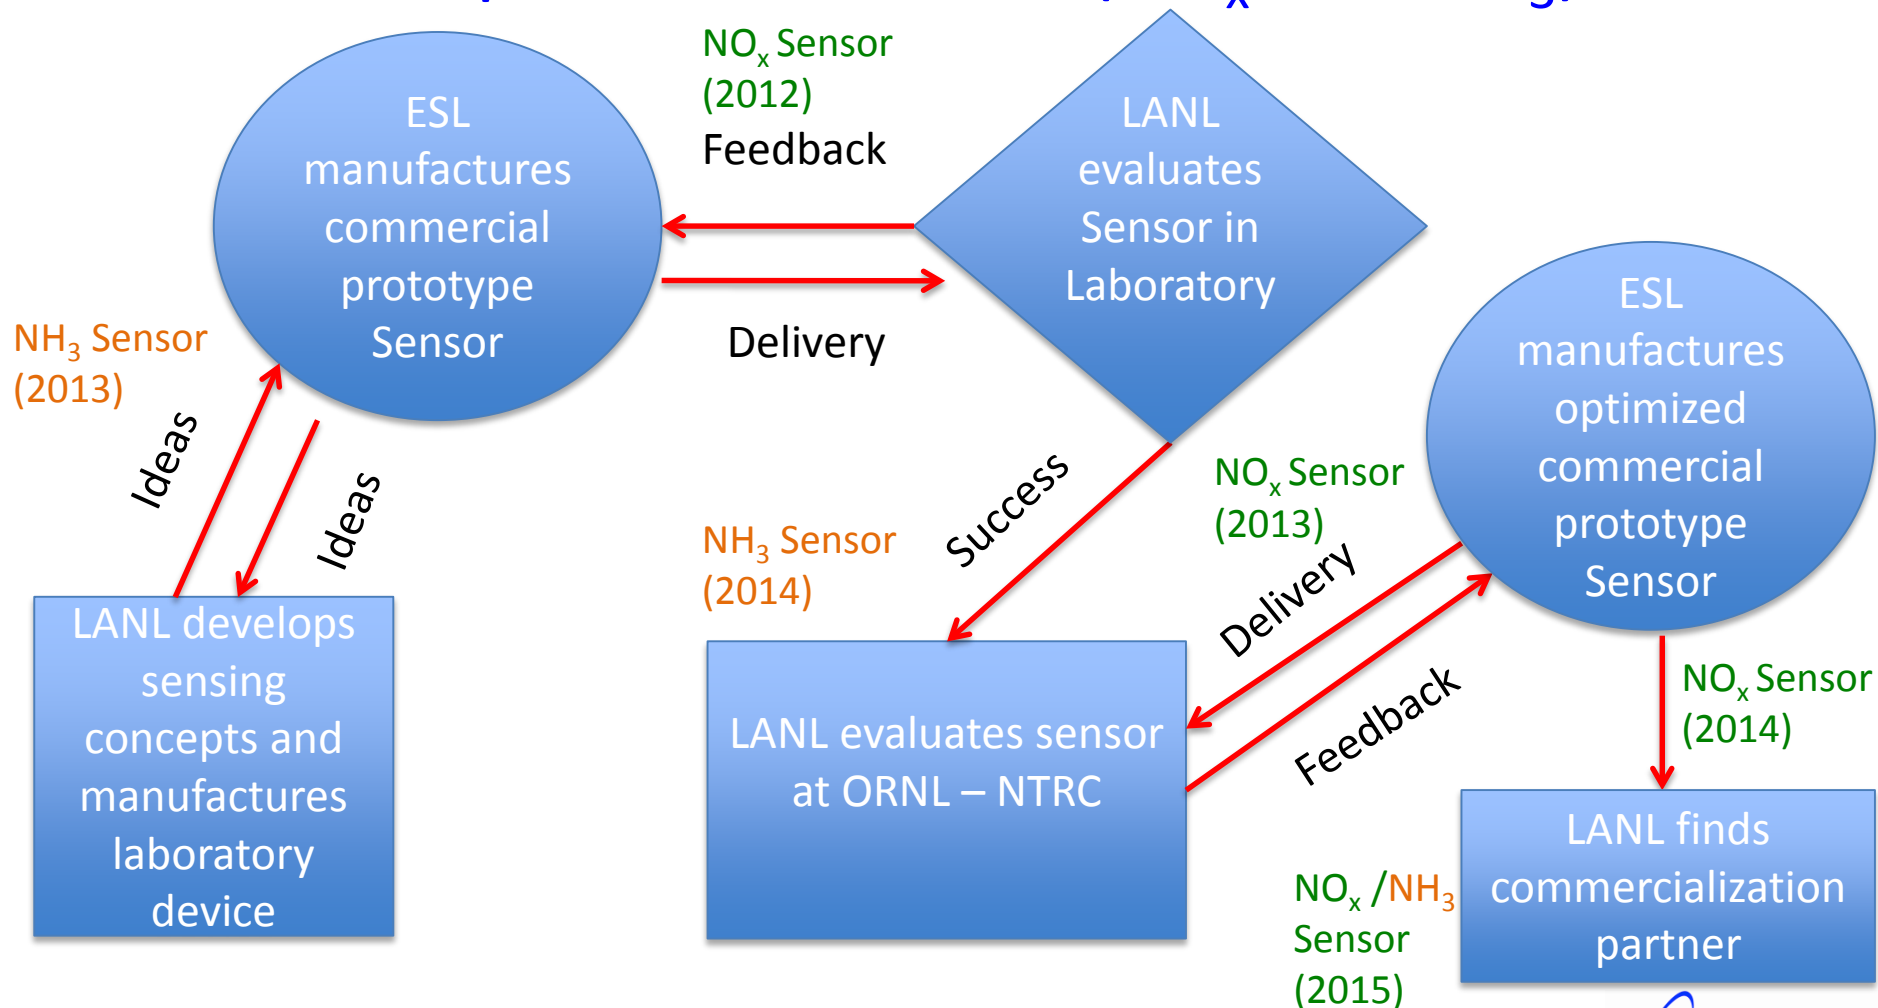 NOₓ Sensor
(2012)
Feedback
ESL
manufactures
commercial
prototype
Sensor
LANL
evaluates
Sensor in
Laboratory
Delivery
NH₃ Sensor
(2013)
Ideas
Ideas
LANL develops
sensing
concepts and
manufactures
laboratory
device
Success
NH₃ Sensor
(2014)
LANL evaluates sensor
at ORNL – NTRC
NOₓ Sensor
(2013)
Delivery
Feedback
ESL
manufactures
optimized
commercial
prototype
Sensor
NOₓ Sensor
(2014)
LANL finds
commercialization
partner
NOₓ /NH₃
Sensor
(2015)